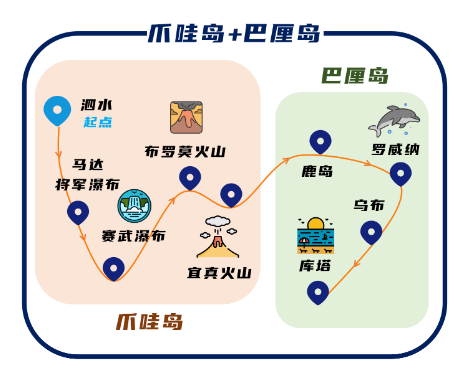 爪哇岛+巴厘岛
巴厘岛
泗水
起点
布罗莫火山
罗威纳
马达
将军瀑布
鹿岛
乌布
赛武瀑布
宜真火山
库塔
爪哇岛